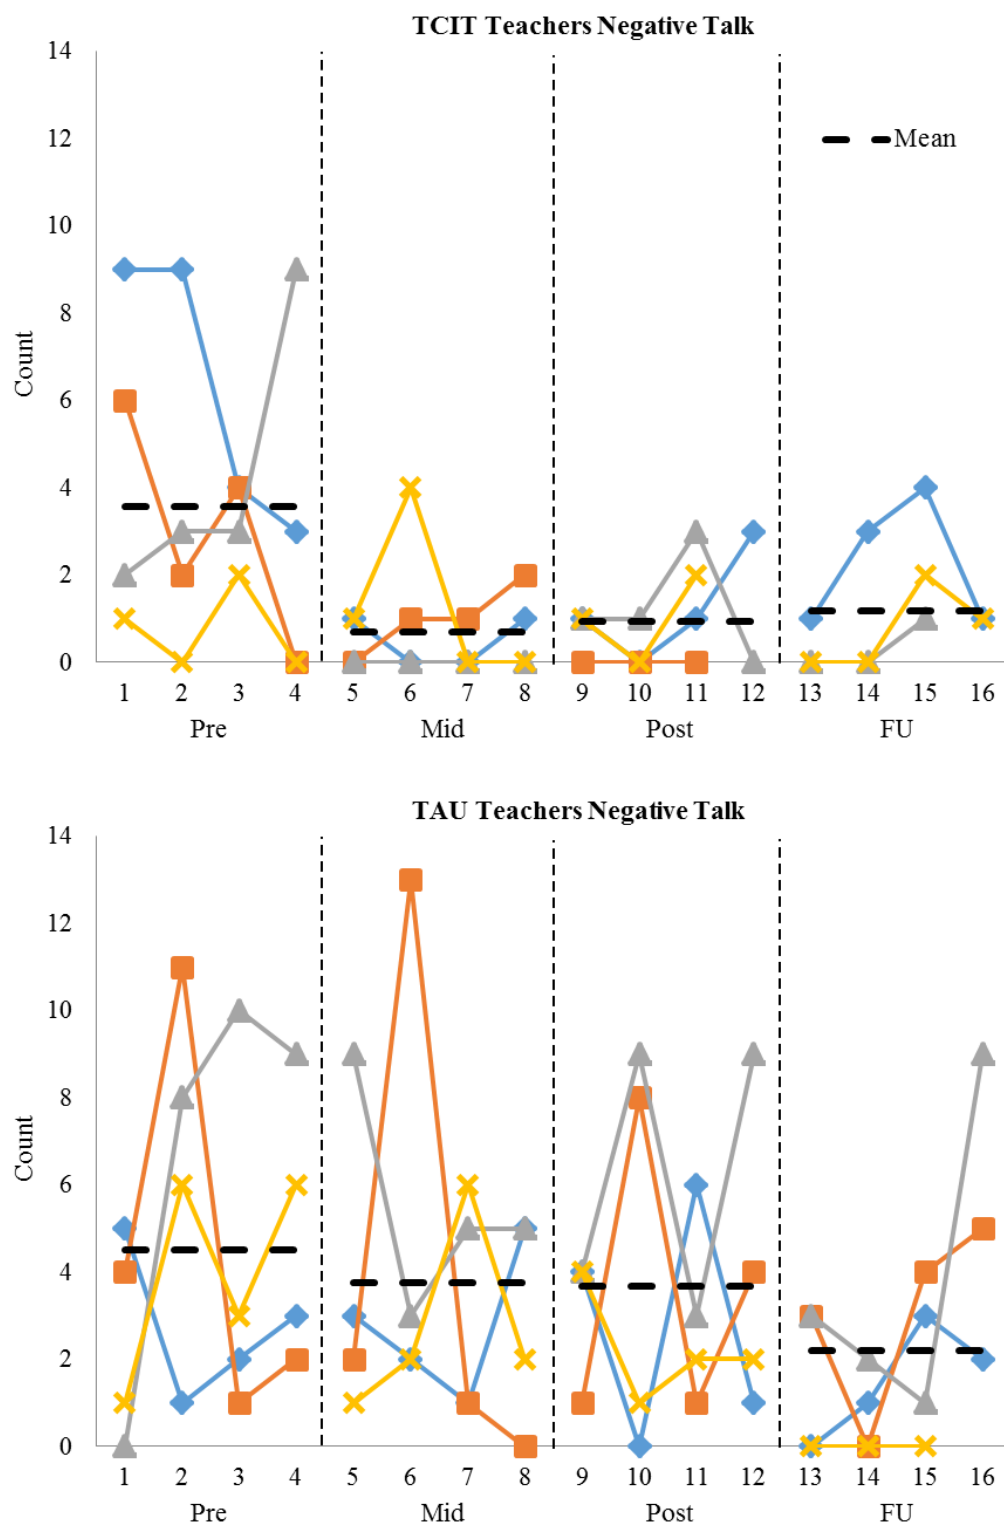 TCIT Teachers Negative Talk
14
12
10
8
6
4
2
0
Count
Mean
1 2 3 4 5 6 7 8 9 10 11 12 13 14 15 16
Pre Mid Post FU
TAU Teachers Negative Talk
14
12
10
8
6
4
2
0
Count
1 2 3 4 5 6 7 8 9 10 11 12 13 14 15 16
Pre Mid Post FU